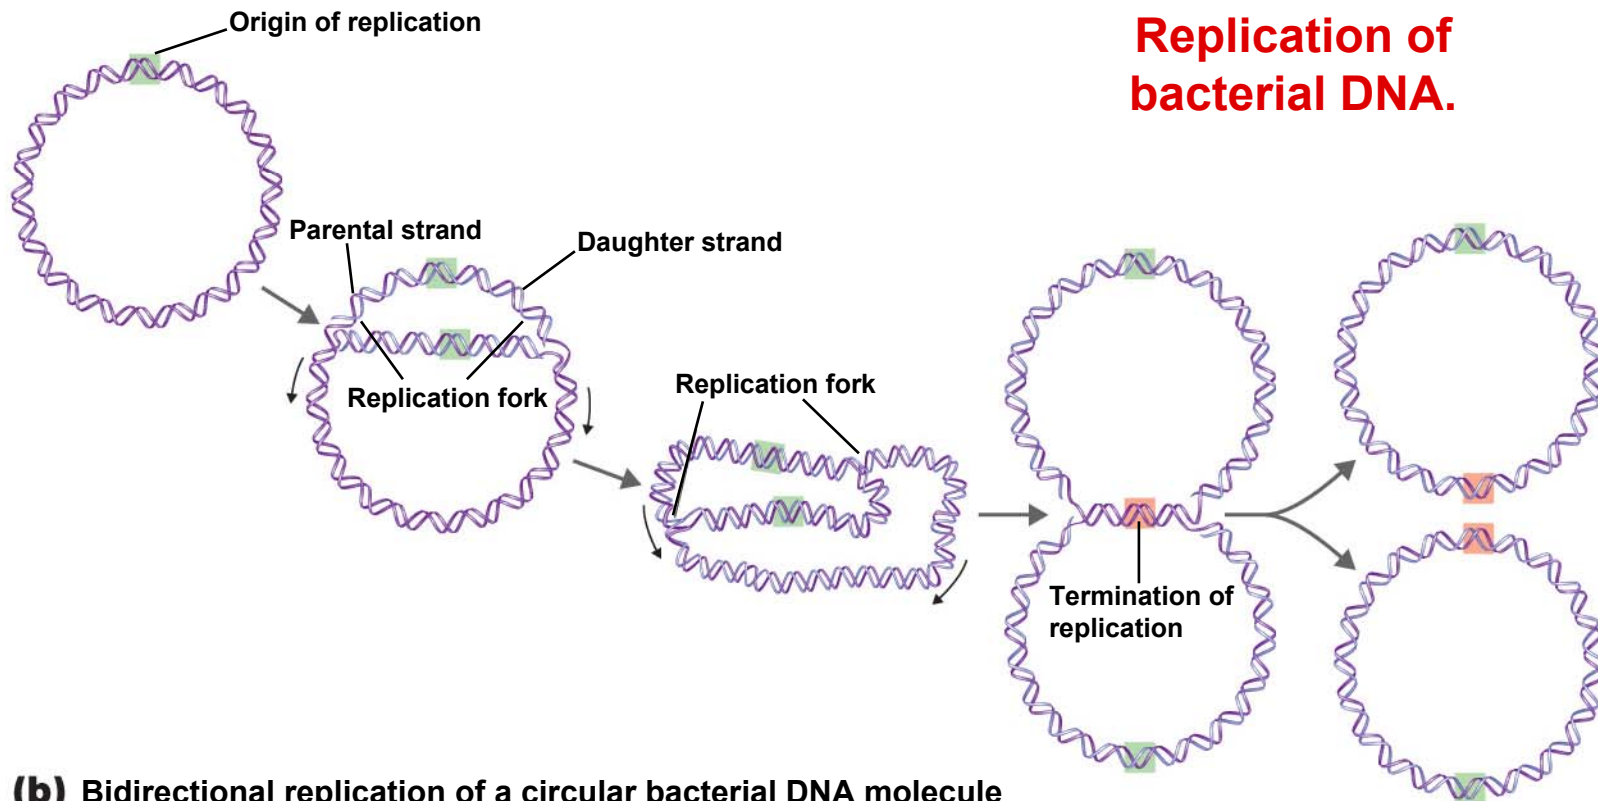 Origin of replication
Replication of
bacterial DNA.
Parental strand
Daughter strand
Replication fork
Replication fork
Termination of
replication
(b) Bidirectional replication of a circular bacterial DNA molecule